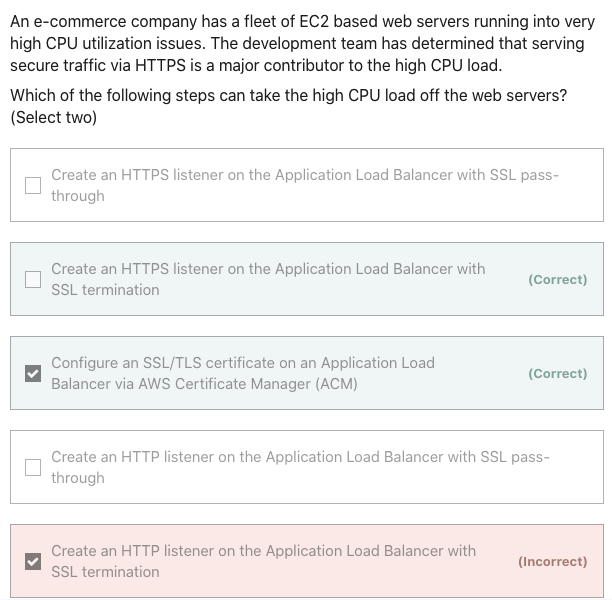 An e-commerce company has a fleet of EC2 based web servers running into very
high CPU utilization issues. The development team has determined that serving
secure traffic via HTTPS is a major contributor to the high CPU load.
Which of the following steps can take the high CPU load off the web servers?
(Select two)
Create an HTTPS listener on the Application Load Balancer with SSL pass-
through
Create an HTTPS listener on the Application Load Balancer with
SSL termination
(Correct)
Configure an SSL/TLS certificate on an Application Load
Balancer via AWS Certificate Manager (ACM)
(Correct)
Create an HTTP listener on the Application Load Balancer with SSL pass-
through
Create an HTTP listener on the Application Load Balancer with
SSL termination
(Incorrect)